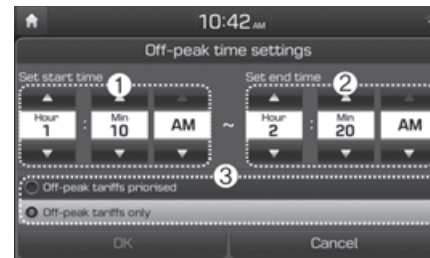 10:42 AM
Off-peak time settings
Set start time 1 Set end time 2
Hour Min Hour Min
1 : 10 AM ~ 2 : 20 AM
3
Off-peak tariffs priorised
Off-peak tariffs only
OK Cancel